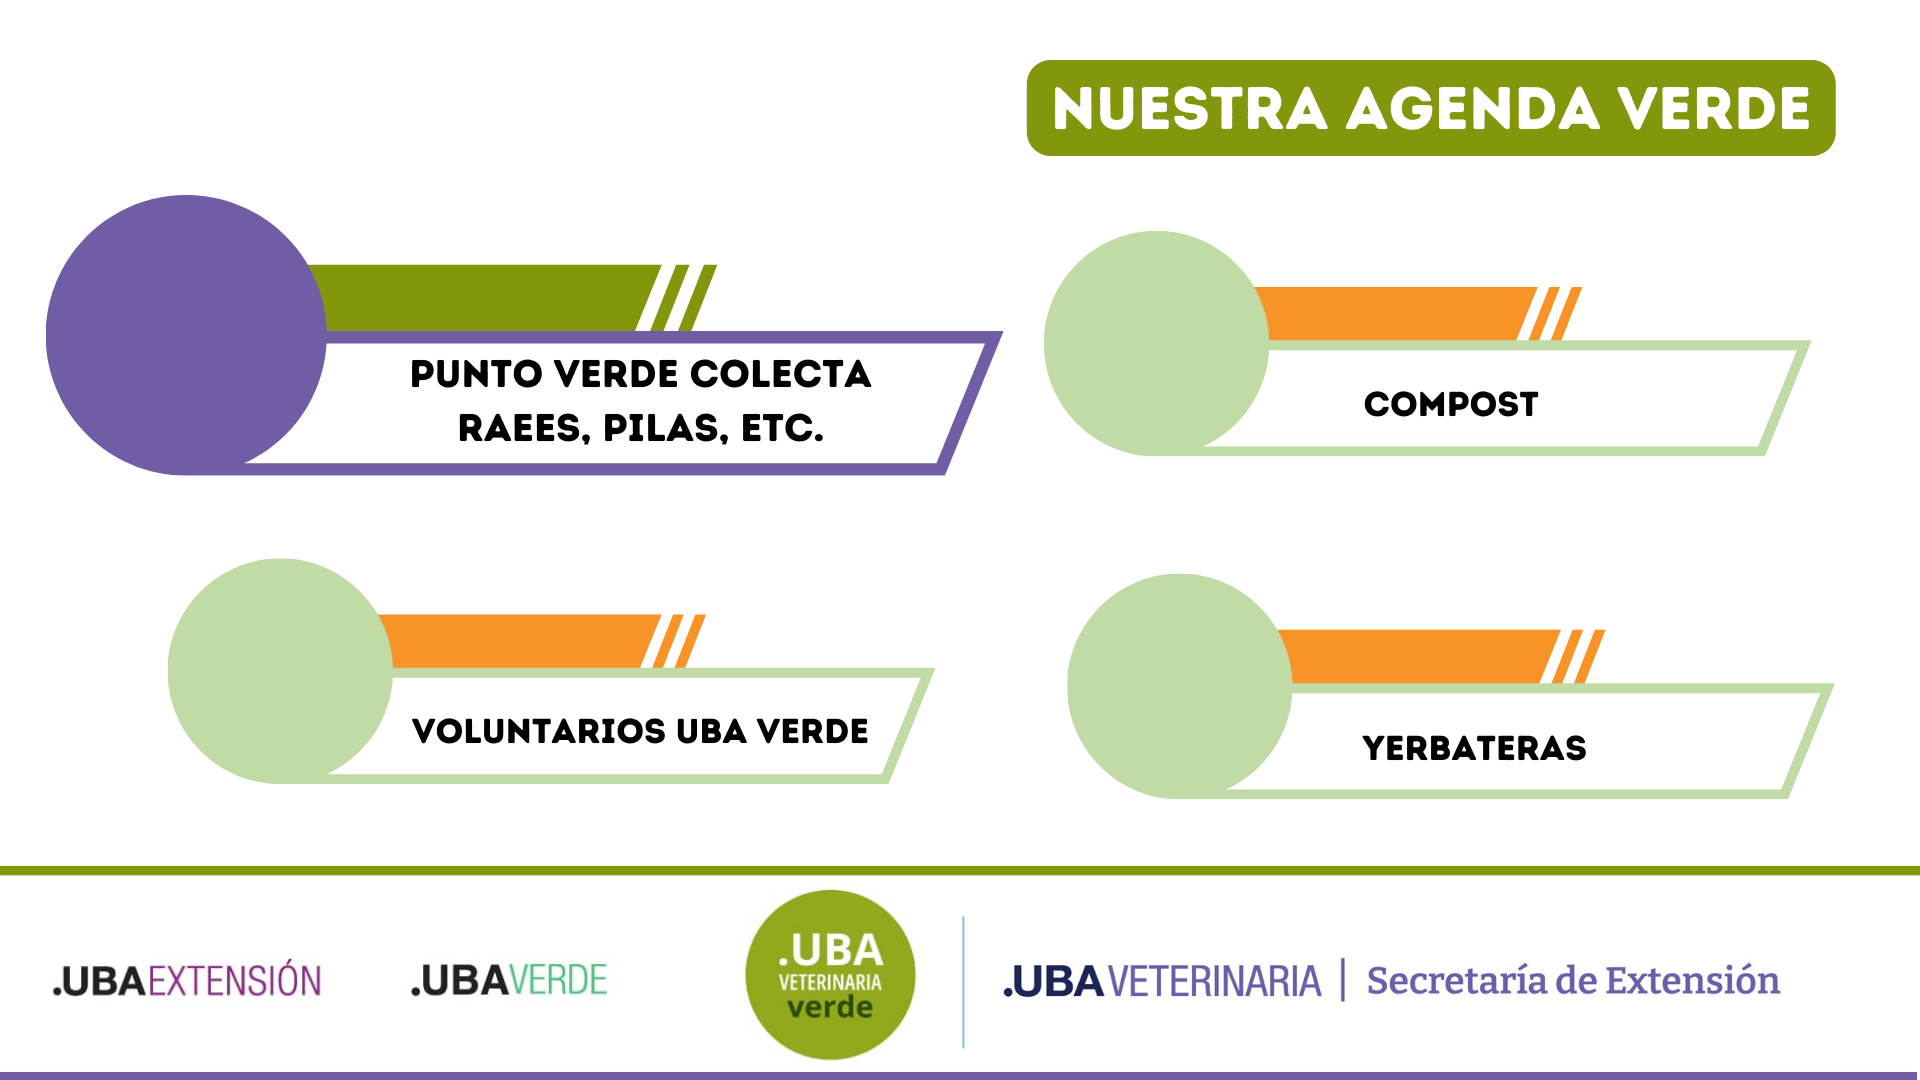 NUESTRA AGENDA VERDE
PUNTO VERDE COLECTA
RAEES, PILAS, ETC.
COMPOST
VOLUNTARIOS UBA VERDE
YERBATERAS
.UBAEXTENSIÓN
.UBAVERDE
.UBA
VETERINARIA
verde
.UBAVETERINARIA | Secretaría de Extensión